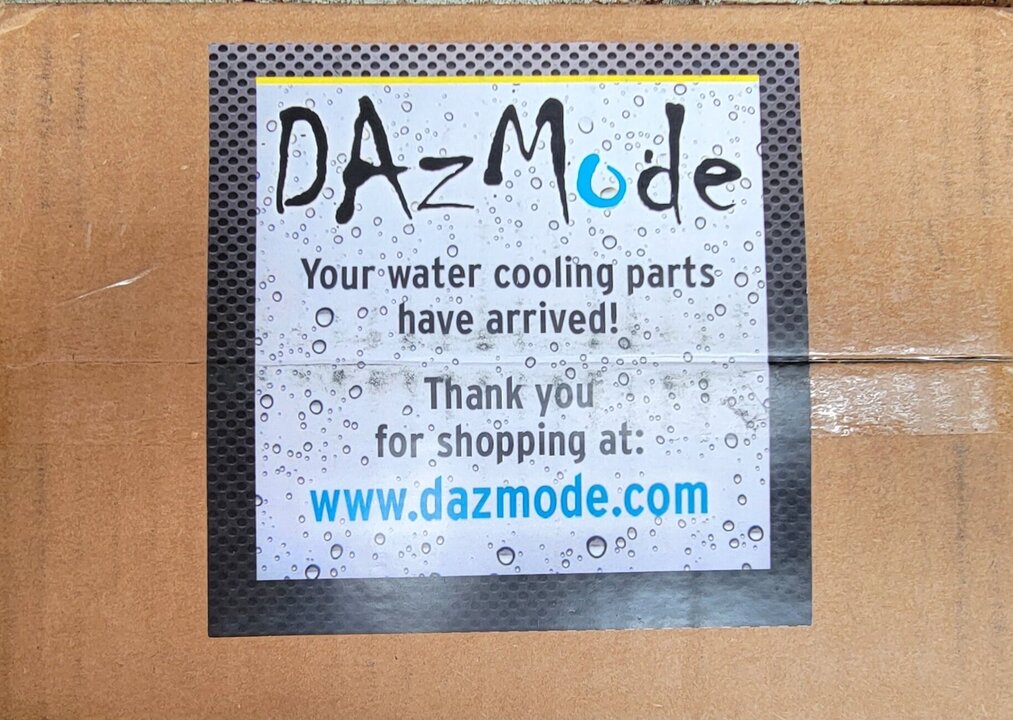 DAzMode
Your water cooling parts
have arrived!
Thank you
for shopping at:
www.dazmode.com